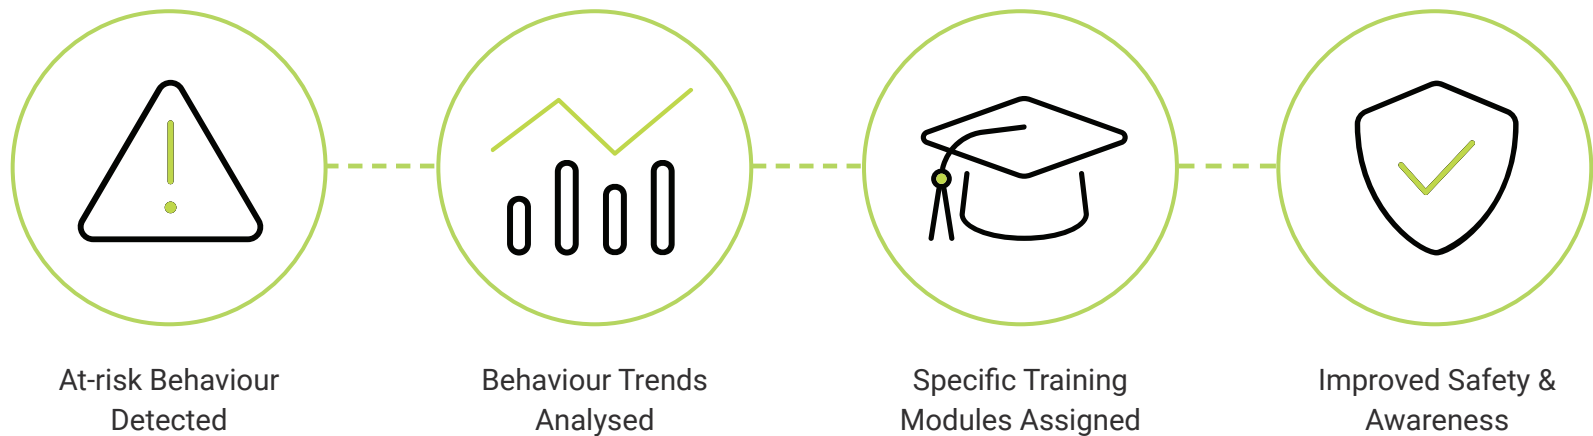 At-risk Behaviour
Detected
Behaviour Trends
Analysed
Specific Training
Modules Assigned
Improved Safety &
Awareness